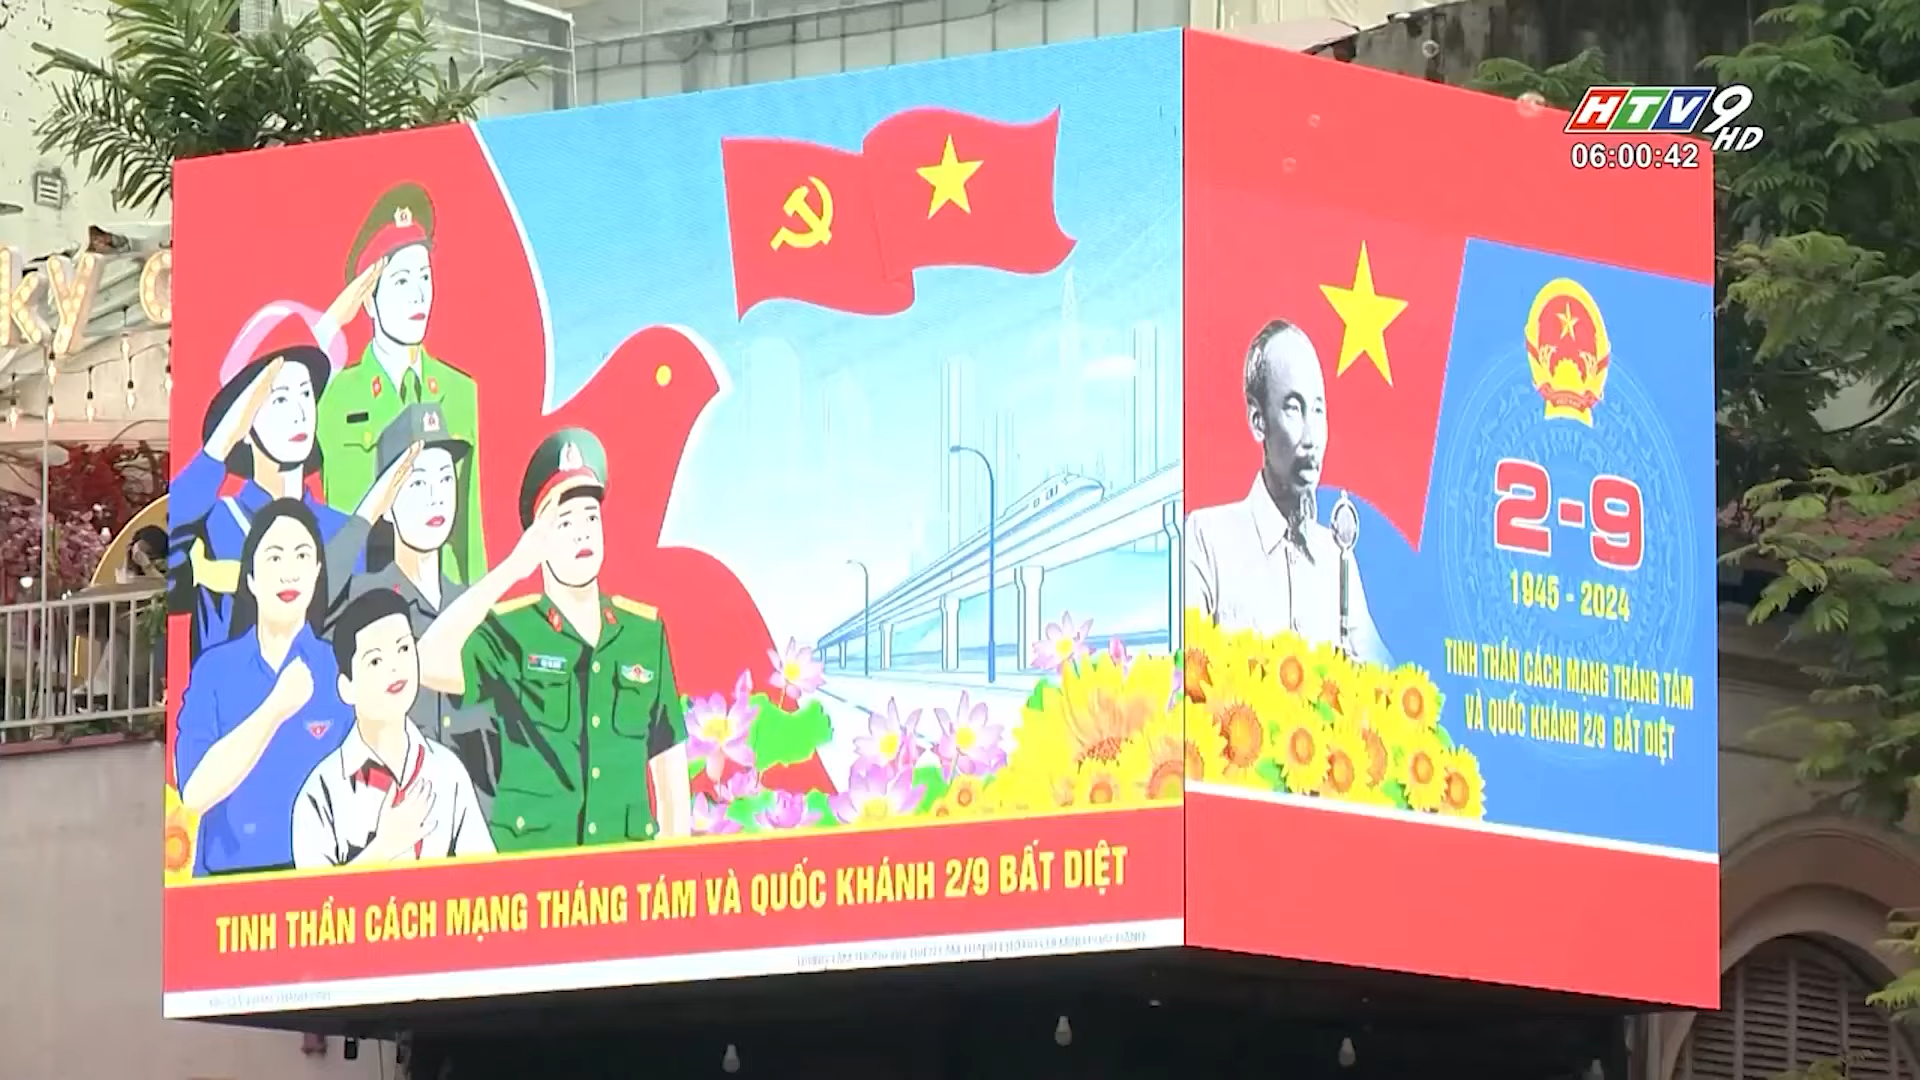 HTV9
HD
06:00:42
KY
2-9
1945 - 2024
TINH THẦN CÁCH MẠNG THÁNG TÁM
VÀ QUỐC KHÁNH 2/9 BẤT DIỆT
TINH THẦN CÁCH MẠNG THÁNG TÁM VÀ QUỐC KHÁNH 2/9 BẤT DIỆT